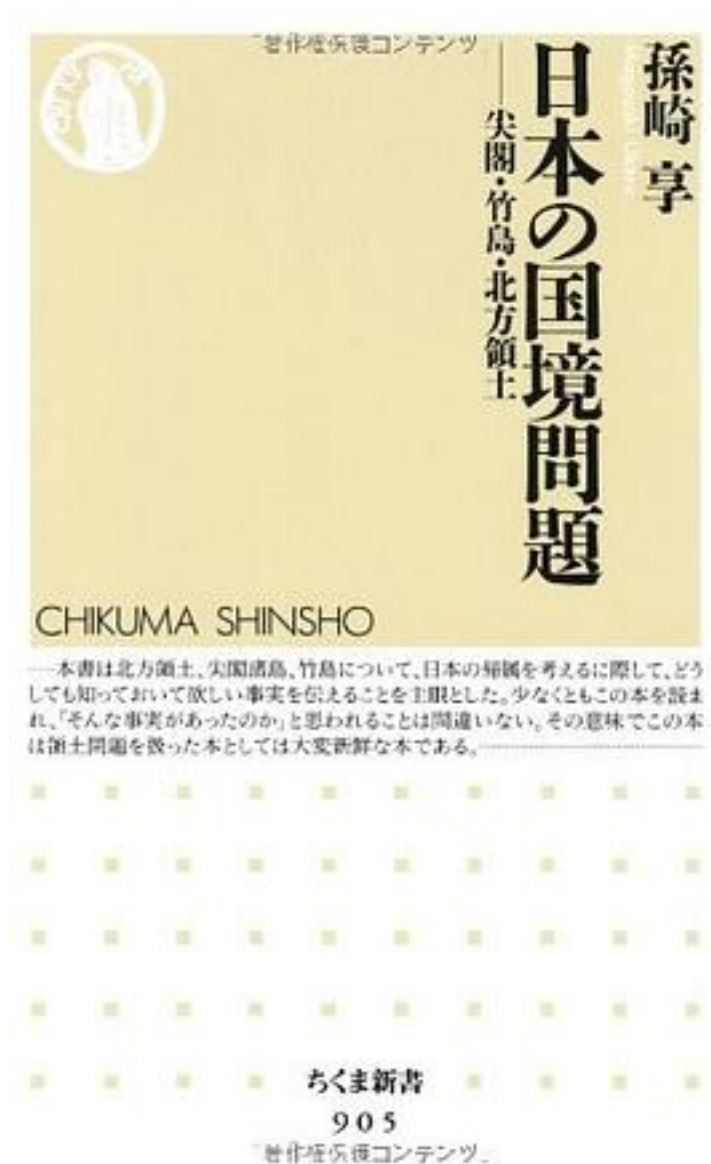 「著作権保護コンテンツ
孫崎 享
日本の国境問題
——尖閣・竹島・北方領土
CHIKUMA SHINSHO
——本書は北方領土、尖閣諸島、竹島について、日本の帰属を考えるに際して、どう
しても知っておいて欲しい事実を伝えることを主眼とした。少なくともこの本を読ま
れ、「そんな事実があったのか」と思われることは間違いない。その意味でこの本
は領土問題を扱った本としては大変新鮮な本である。
ちくま新書
905
「著作権保護コンテンツ」